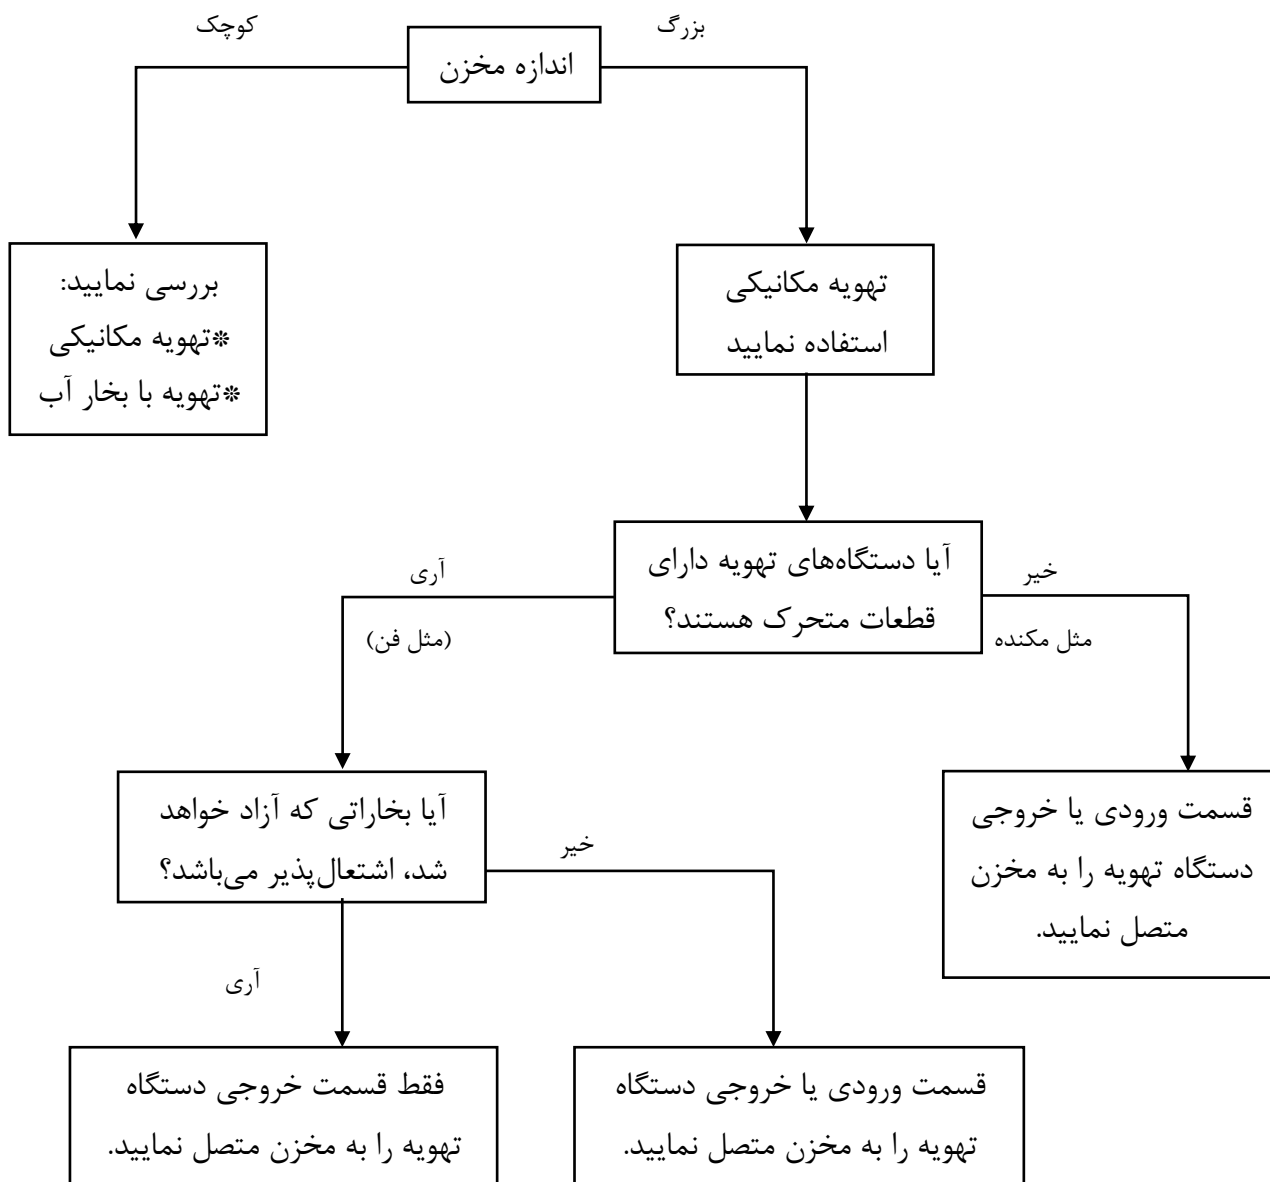 بزرگ
کوچک
اندازه مخزن
تهویه مکانیکی
استفاده نمایید
بررسی نمایید:
*تهویه مکانیکی
*تهویه با بخار آب
آیا دستگاه‌های تهویه دارای
قطعات متحرک هستند؟
خیر
مثل مکنده
آری
(مثل فن)
قسمت ورودی یا خروجی
دستگاه تهویه را به مخزن
متصل نمایید.
آیا بخاراتی که آزاد خواهد
شد، اشتعال‌پذیر می‌باشد؟
خیر
آری
قسمت ورودی یا خروجی دستگاه
تهویه را به مخزن متصل نمایید.
فقط قسمت خروجی دستگاه
تهویه را به مخزن متصل نمایید.